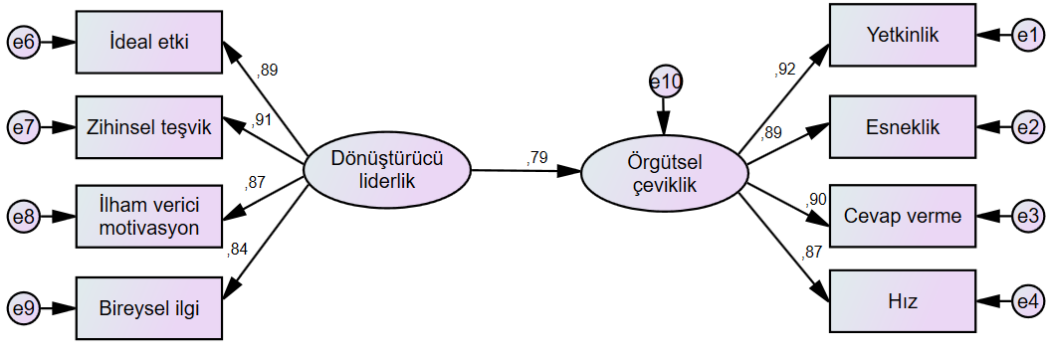 e6
İdeal etki
,89
e7
Zihinsel teşvik
,91
e8
İlham verici
motivasyon
,87
e9
Bireysel ilgi
,84
Dönüştürücü
liderlik
,79
e10
Örgütsel
çeviklik
,92
Yetkinlik
e1
,89
Esneklik
e2
,90
Cevap verme
e3
,87
Hız
e4